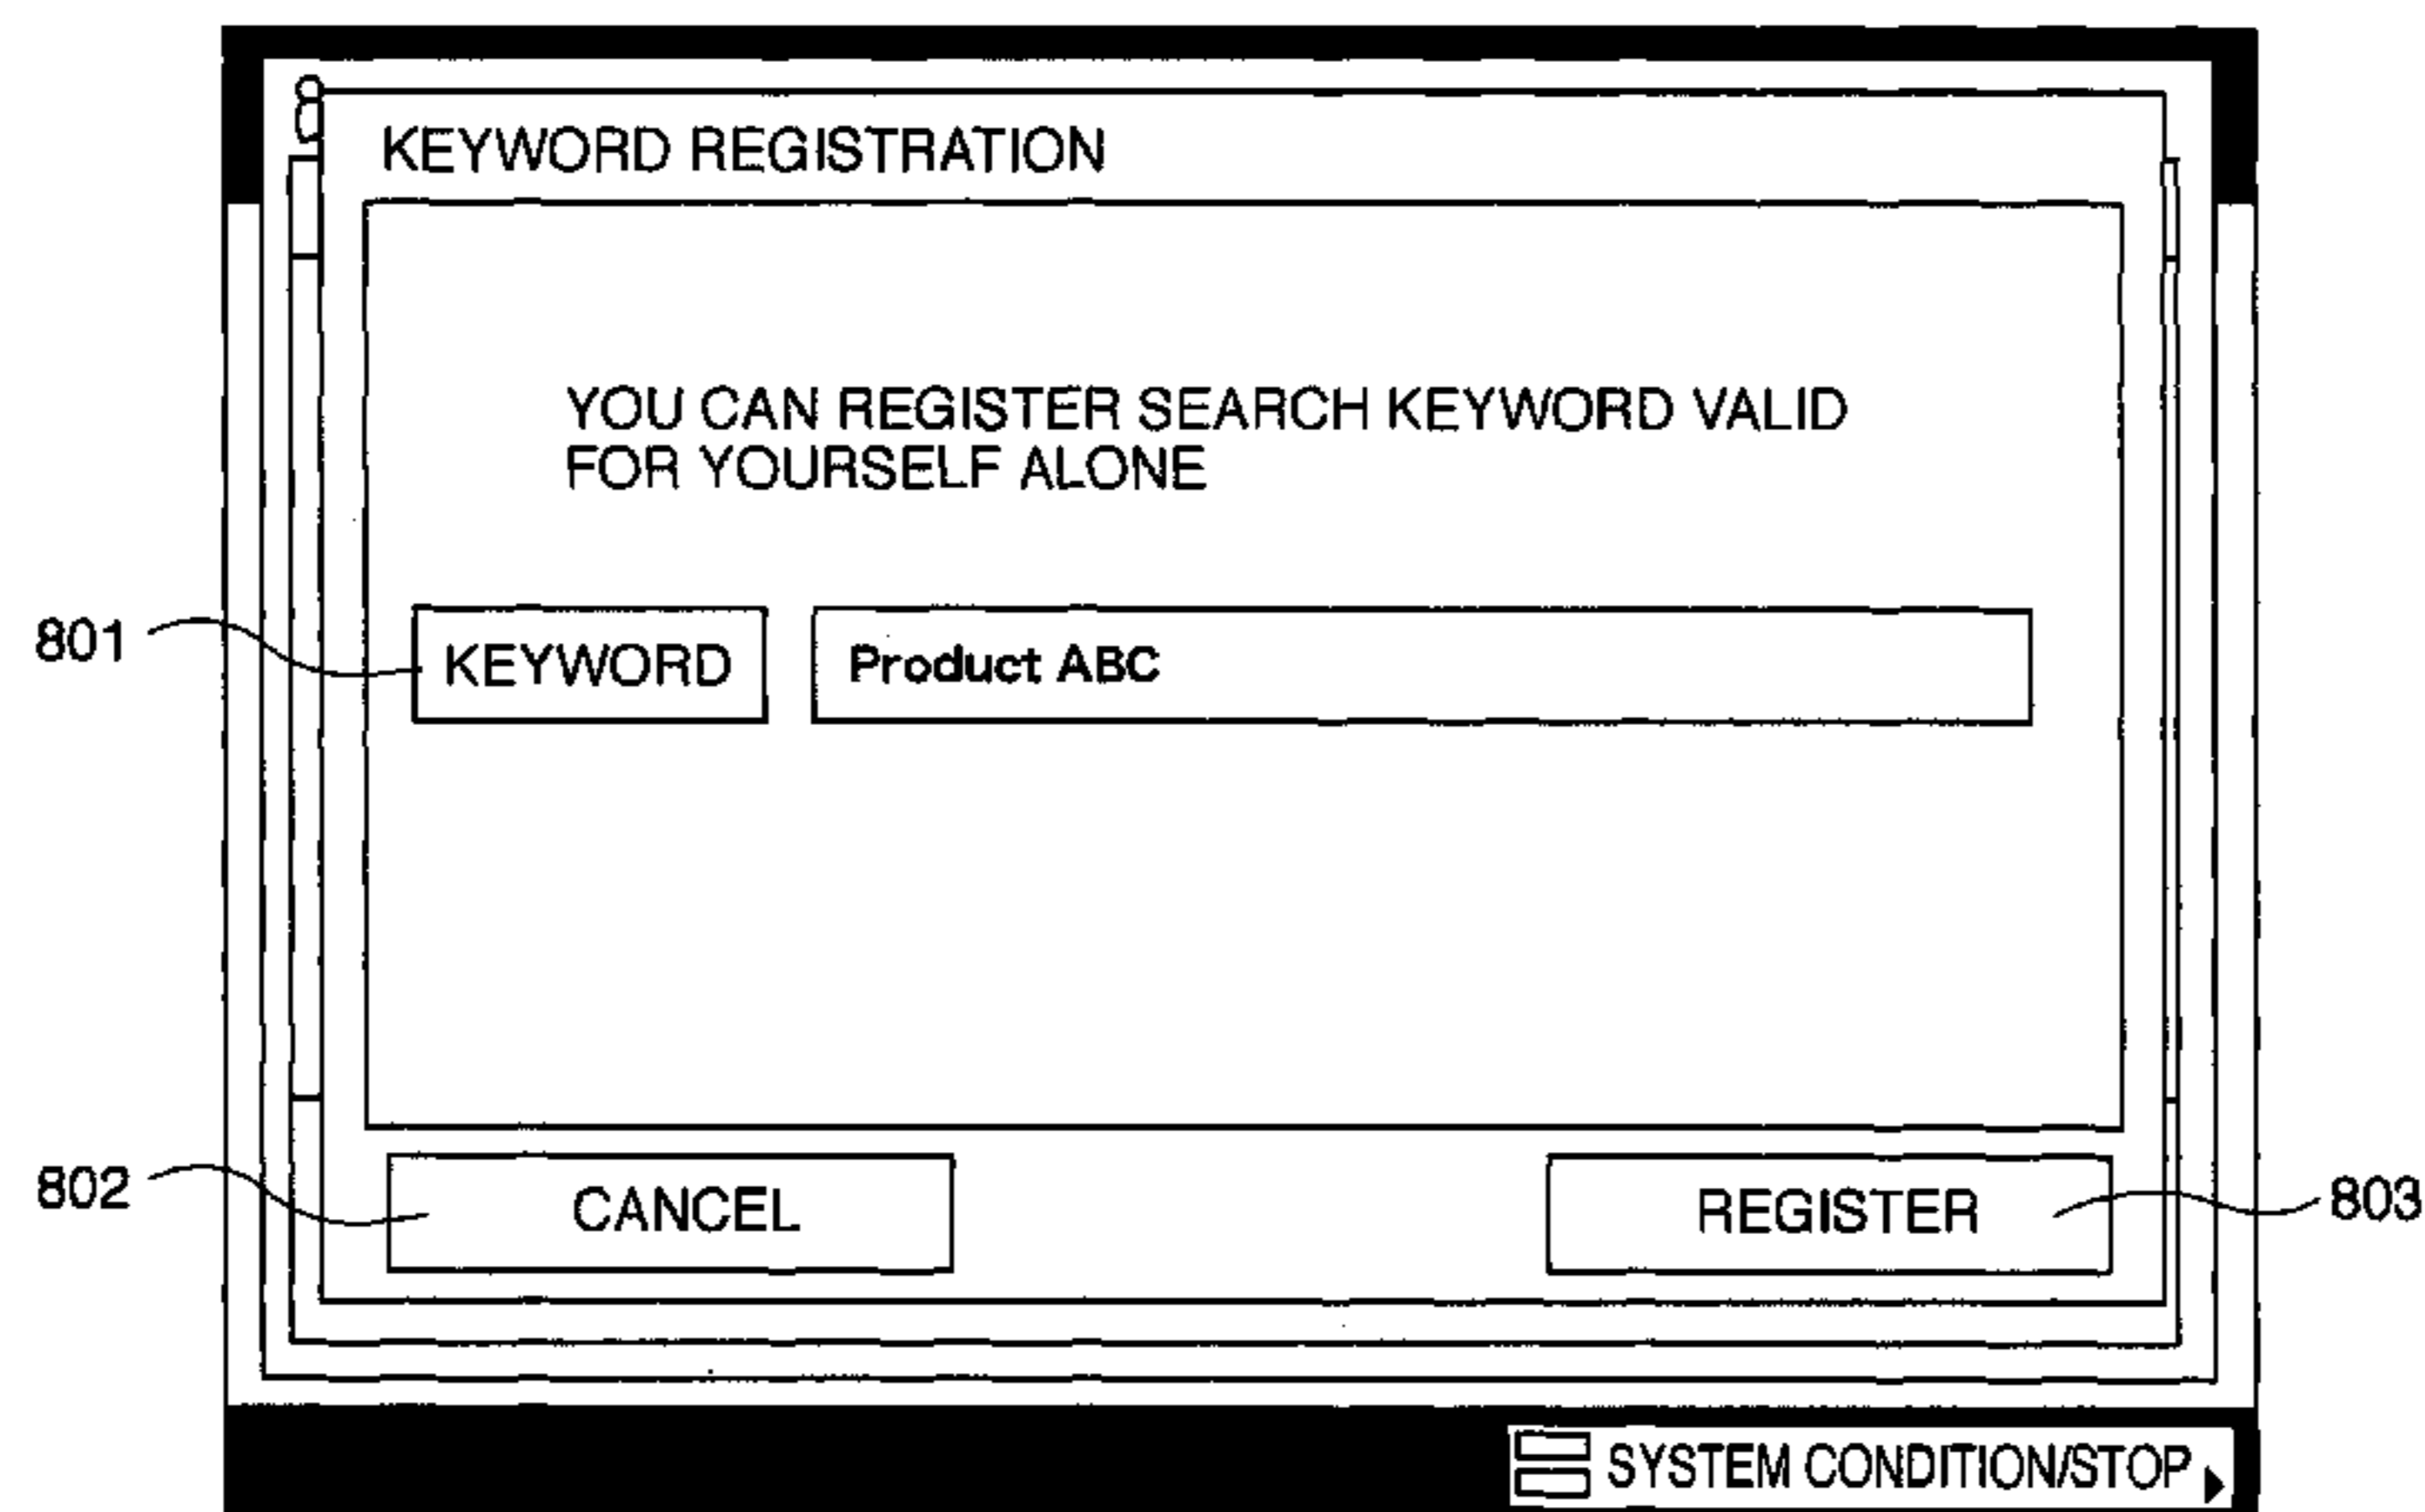 KEYWORD REGISTRATION
YOU CAN REGISTER SEARCH KEYWORD VALID
FOR YOURSELF ALONE
801
KEYWORD
Product ABC
802
CANCEL
REGISTER
803
SYSTEM CONDITION/STOP